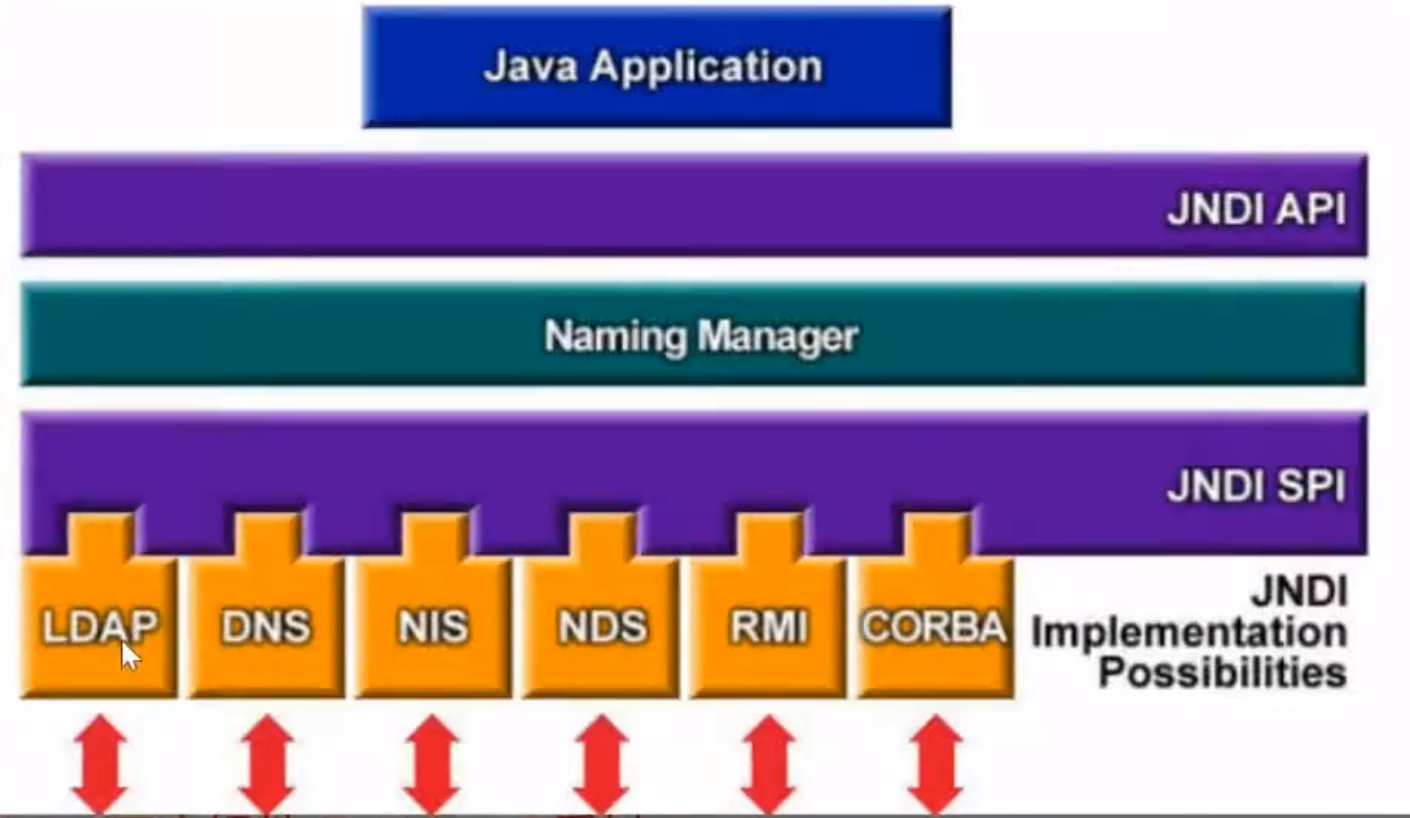 Java Application
JNDI API
Naming Manager
JNDI SPI
LDAP DNS NIS NDS RMI CORBA
JNDI
Implementation
Possibilities